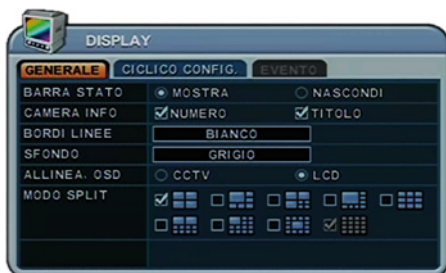 DISPLAY
GENERALE CICLICO CONFIG. EVENTO
BARRA STATO MOSTRA NASCONDI
CAMERA INFO NUMERO TITOLO
BORDI LINEE BIANCO
SFONDO GRIGIO
ALLINEA. OSD CCTV LCD
MODO SPLIT